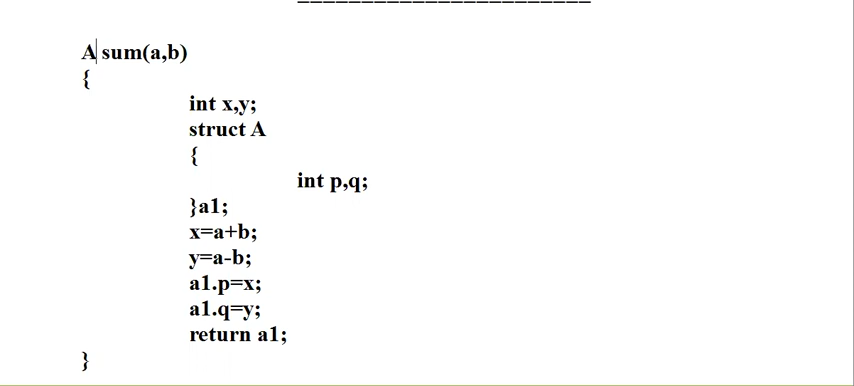 A sum(a,b)
{
int x,y;
struct A
{
int p,q;
}a1;
x=a+b;
y=a-b;
a1.p=x;
a1.q=y;
return a1;
}